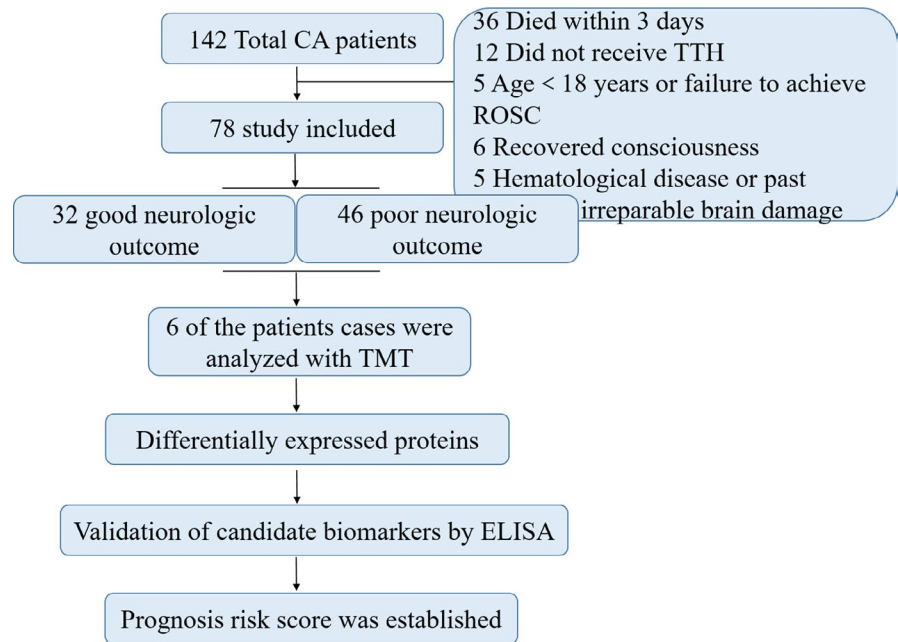 142 Total CA patients
36 Died within 3 days
12 Did not receive TTH
5 Age < 18 years or failure to achieve
ROSC
6 Recovered consciousness
5 Hematological disease or past
irreparable brain damage
78 study included
32 good neurologic
outcome
46 poor neurologic
outcome
6 of the patients cases were
analyzed with TMT
Differentially expressed proteins
Validation of candidate biomarkers by ELISA
Prognosis risk score was established